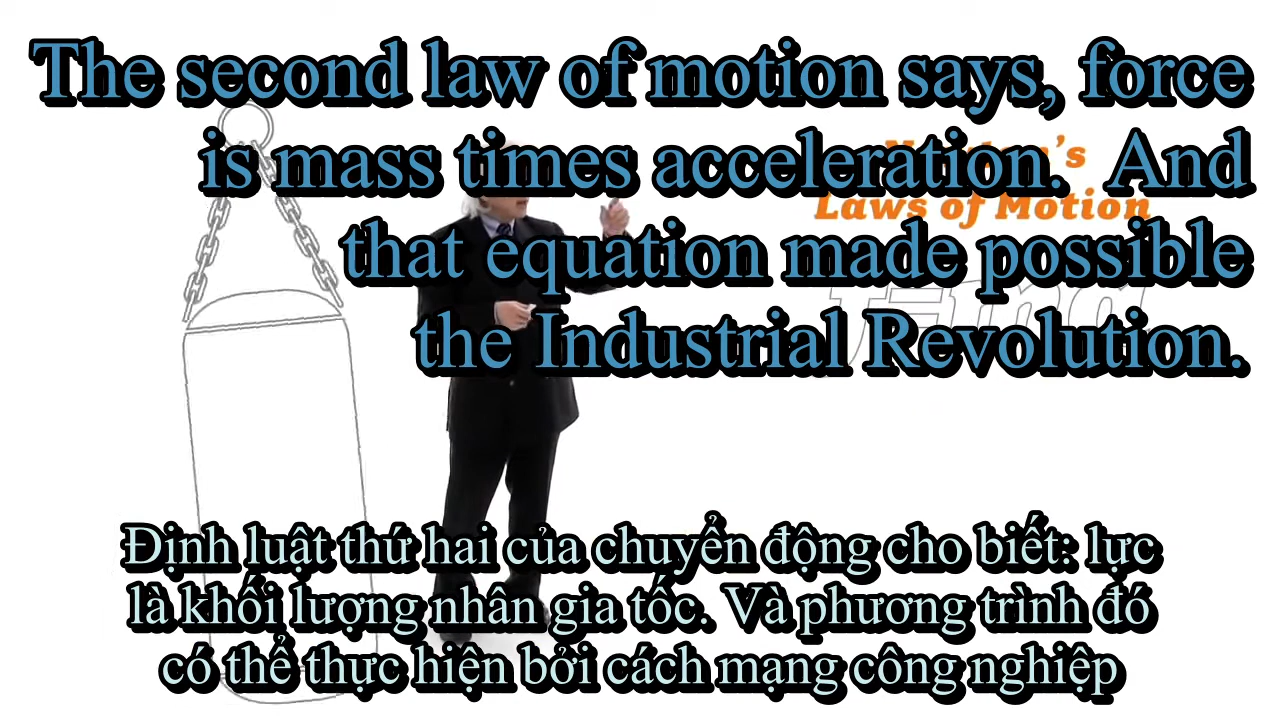 The second law of motion says, force
is mass times acceleration. And
that equation made possible
the Industrial Revolution.
Laws of Motion
f=ma
Định luật thứ hai của chuyển động cho biết: lực
là khối lượng nhân gia tốc. Và phương trình đó
có thể thực hiện bởi cách mạng công nghiệp